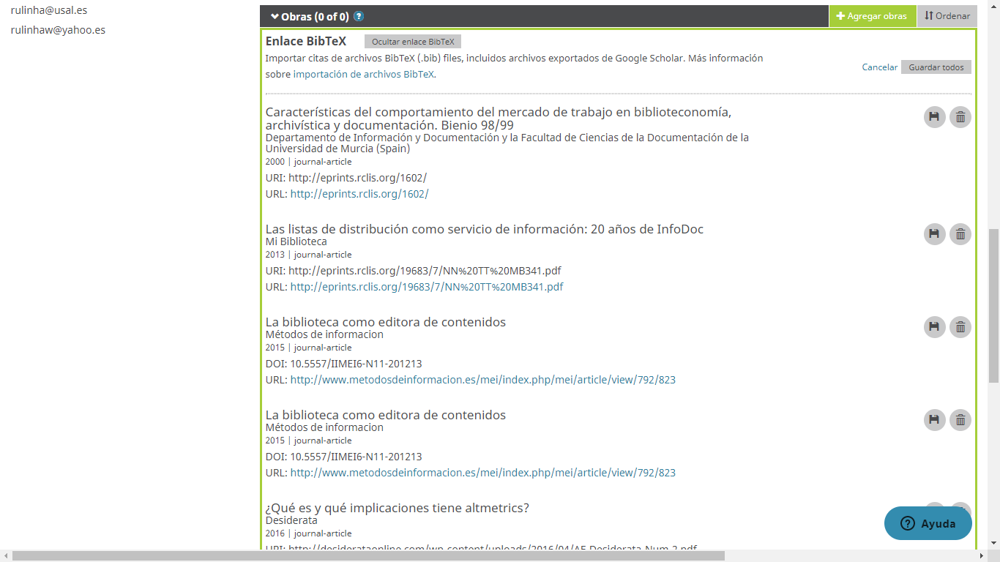 rulinha@usal.es
rulinhaw@yahoo.es
Obras (0 of 0) ?
Agregar obras
Ordenar
Enlace BibTeX
Ocultar enlace BibTeX
Importar citas de archivos BibTeX (.bib) files, incluidos archivos exportados de Google Scholar. Más información
sobre importación de archivos BibTeX.
Cancelar
Guardar todos
Características del comportamiento del mercado de trabajo en biblioteconomía,
archivística y documentación. Bienio 98/99
Departamento de Información y Documentación y la Facultad de Ciencias de la Documentación de la
Universidad de Murcia (Spain)
2000 | journal-article
URI: http://eprints.rclis.org/1602/
URL: http://eprints.rclis.org/1602/
Las listas de distribución como servicio de información: 20 años de InfoDoc
Mi Biblioteca
2013 | journal-article
URI: http://eprints.rclis.org/19683/7/NN%20TT%20MB341.pdf
URL: http://eprints.rclis.org/19683/7/NN%20TT%20MB341.pdf
La biblioteca como editora de contenidos
Métodos de informacion
2015 | journal-article
DOI: 10.5557/IIMEI6-N11-201213
URL: http://www.metodosdeinformacion.es/mei/index.php/mei/article/view/792/823
La biblioteca como editora de contenidos
Métodos de informacion
2015 | journal-article
DOI: 10.5557/IIMEI6-N11-201213
URL: http://www.metodosdeinformacion.es/mei/index.php/mei/article/view/792/823
¿Qué es y qué implicaciones tiene altmetrics?
Desiderata
2016 | journal-article
URI: http://desiderataonline.com/wp-content/uploads/2016/04/AF-Desiderata-Num-2.pdf
? Ayuda